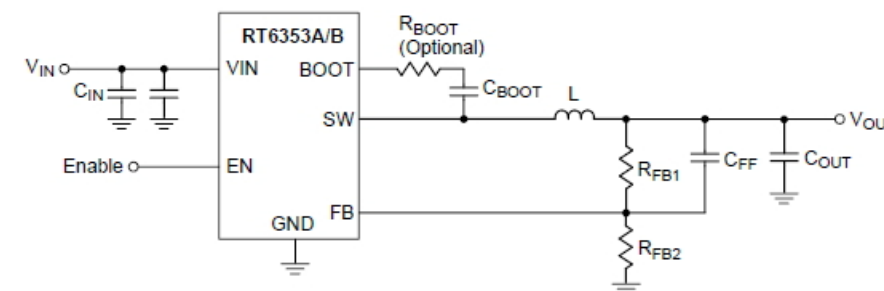 RT6353A/B
VIN
CIN
VIN
BOOT
RBOOT
(Optional)
CBOOT
SW
L
VOU
Enable
EN
RFB1
CFF
COUT
FB
GND
RFB2